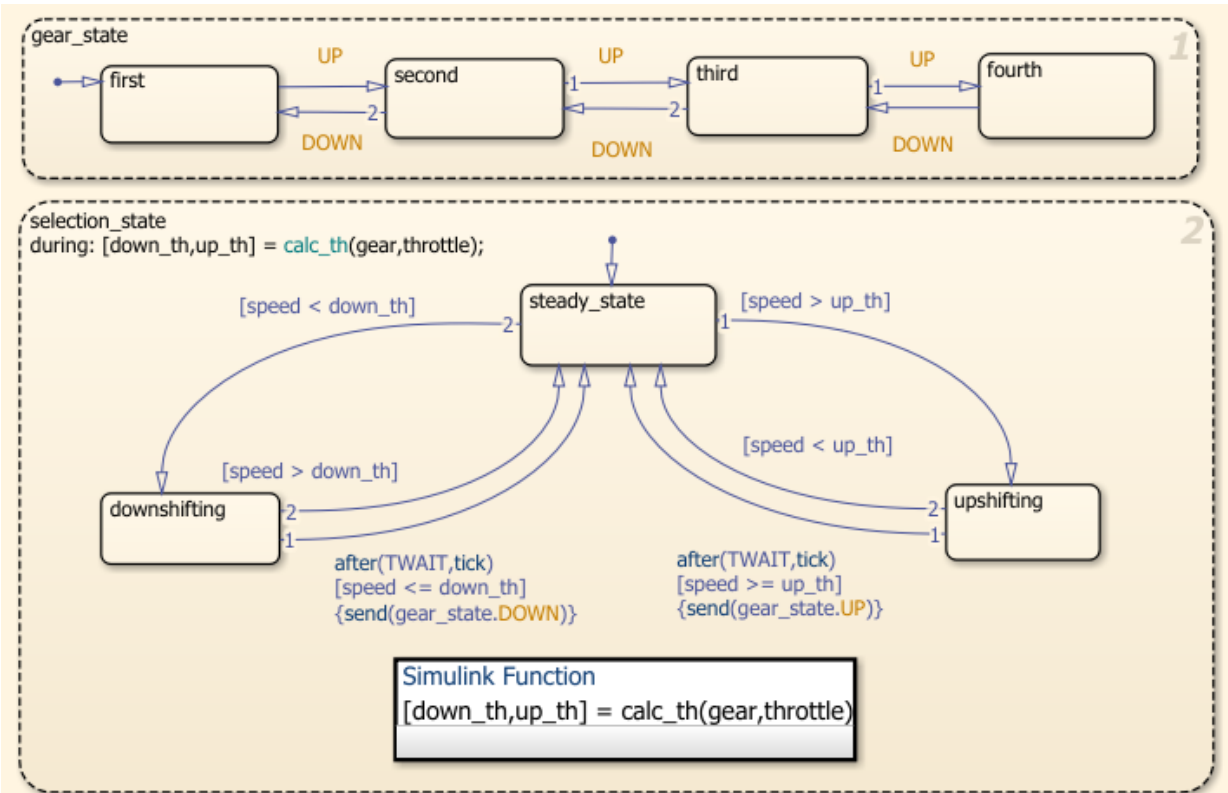 gear_state
1
first
UP
second
1
UP
third
1
UP
fourth
2
DOWN
2
DOWN
DOWN
selection_state
2
during: [down_th,up_th] = calc_th(gear,throttle);
[speed < down_th]
2
steady_state
1
[speed > up_th]
[speed > down_th]
[speed < up_th]
downshifting
2
1
2
1
upshifting
after(TWAIT,tick)
[speed <= down_th]
{send(gear_state.DOWN)}
after(TWAIT,tick)
[speed >= up_th]
{send(gear_state.UP)}
Simulink Function
[down_th,up_th] = calc_th(gear,throttle)